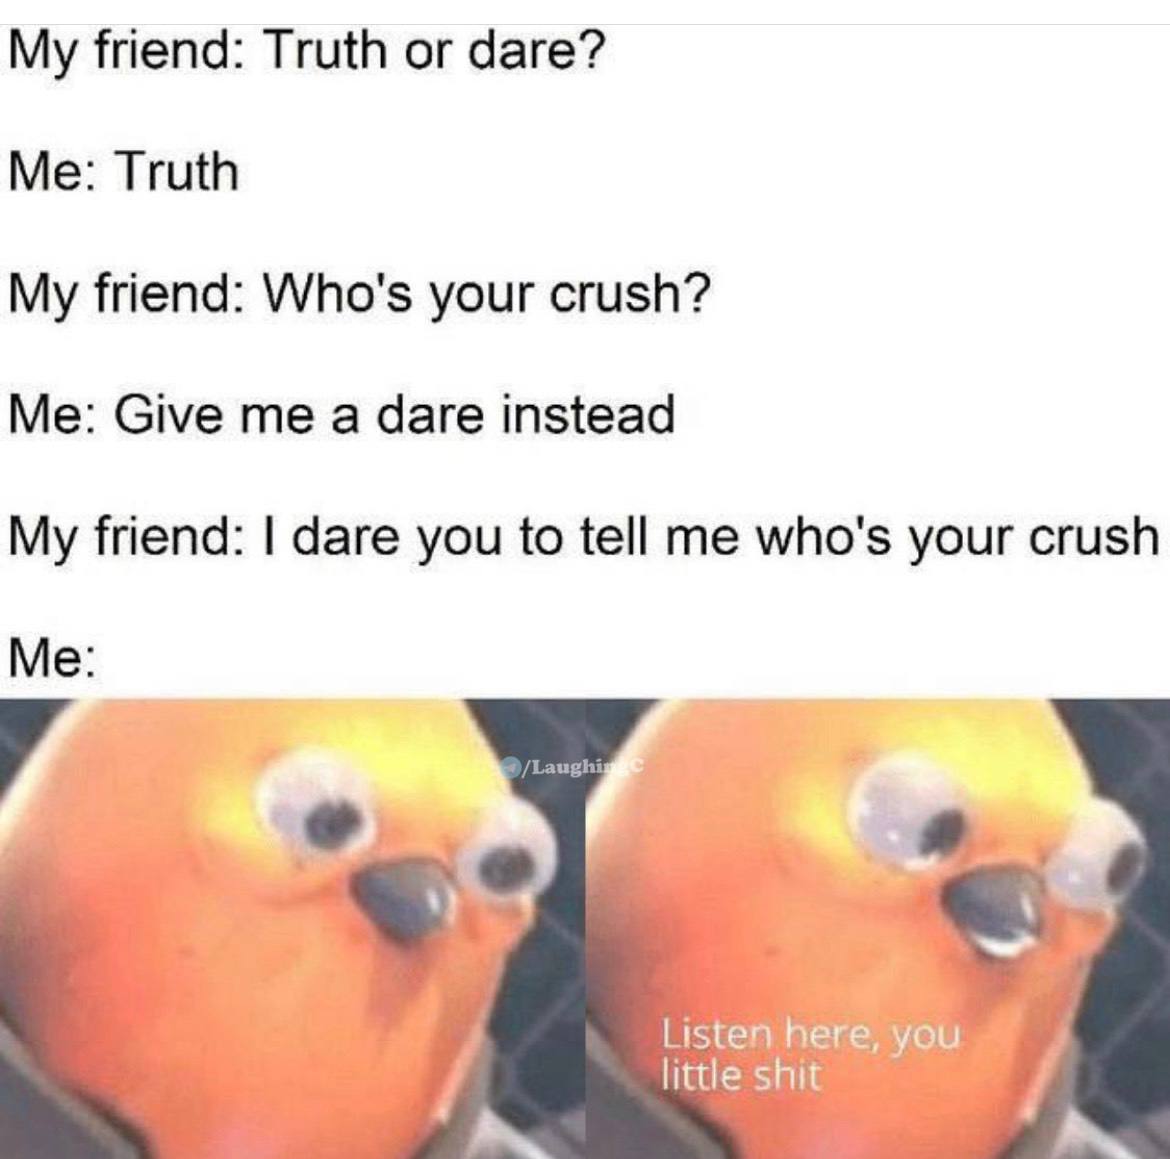 My friend: Truth or dare?
Me: Truth
My friend: Who's your crush?
Me: Give me a dare instead
My friend: I dare you to tell me who's your crush
Me:
/Laughing
Listen here, you
little shit